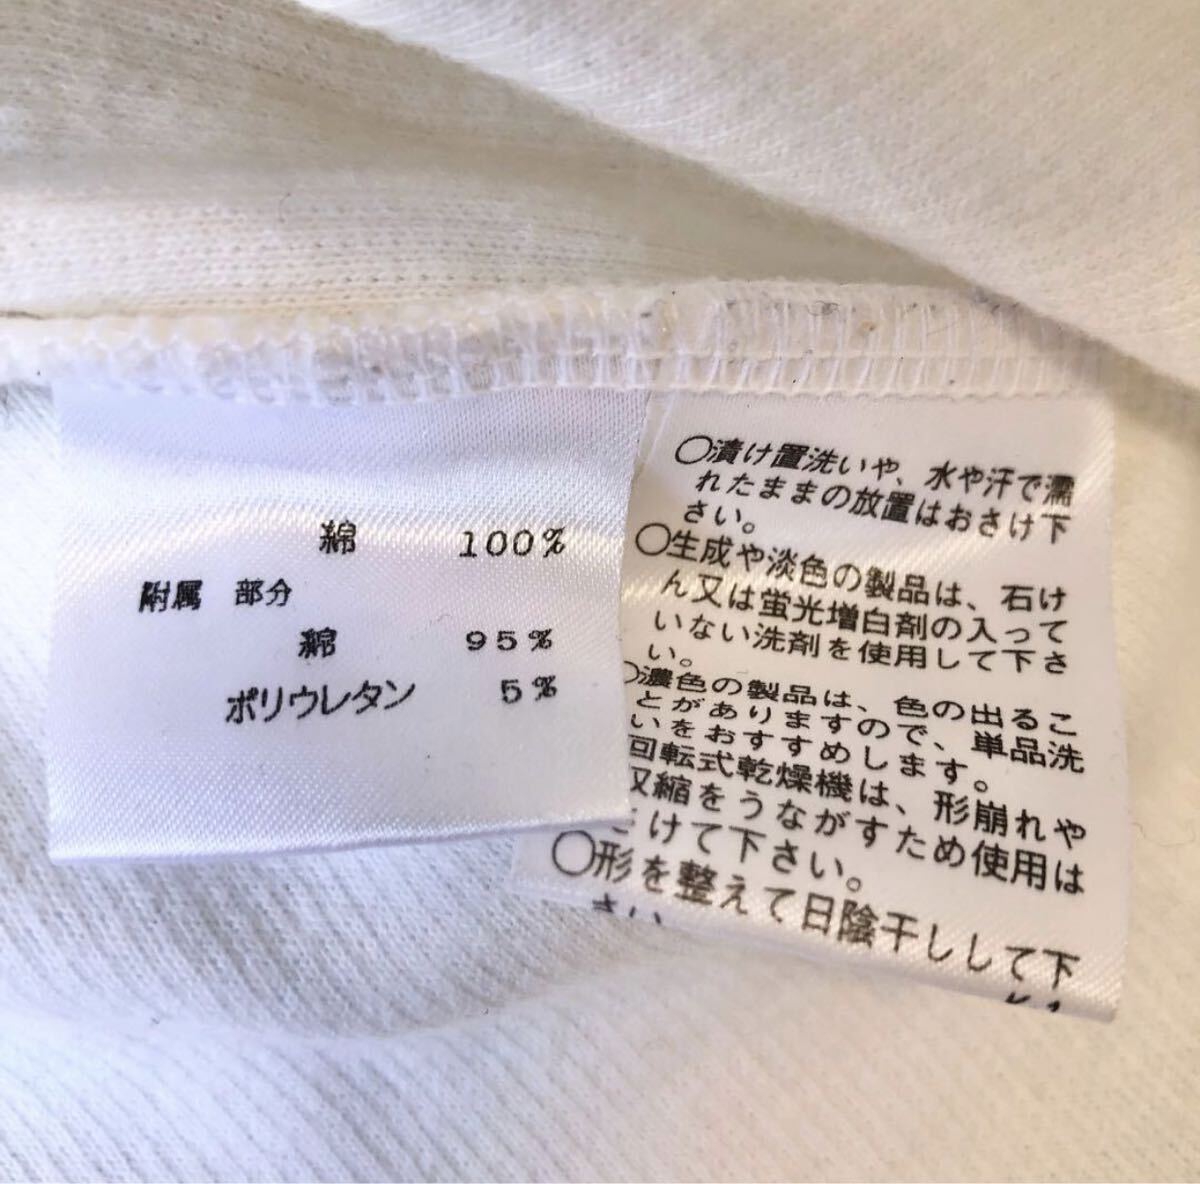 綿 100%
附属 部分
綿 95%
ポリウレタン 5%
○漬け置洗いや、水や汗で濡
れたままの放置はおさけ下
さい。
○生成や淡色の製品は、石け
ん又は蛍光増白剤の入って
いない洗剤を使用して下さ
い。
○濃色の製品は、色の出るこ
とがありますので、単品洗
いをおすすめします。
回転式乾燥機は、形崩れや
収縮をうながすため使用は
さけて下さい。
○形を整えて日陰干しして下
さい